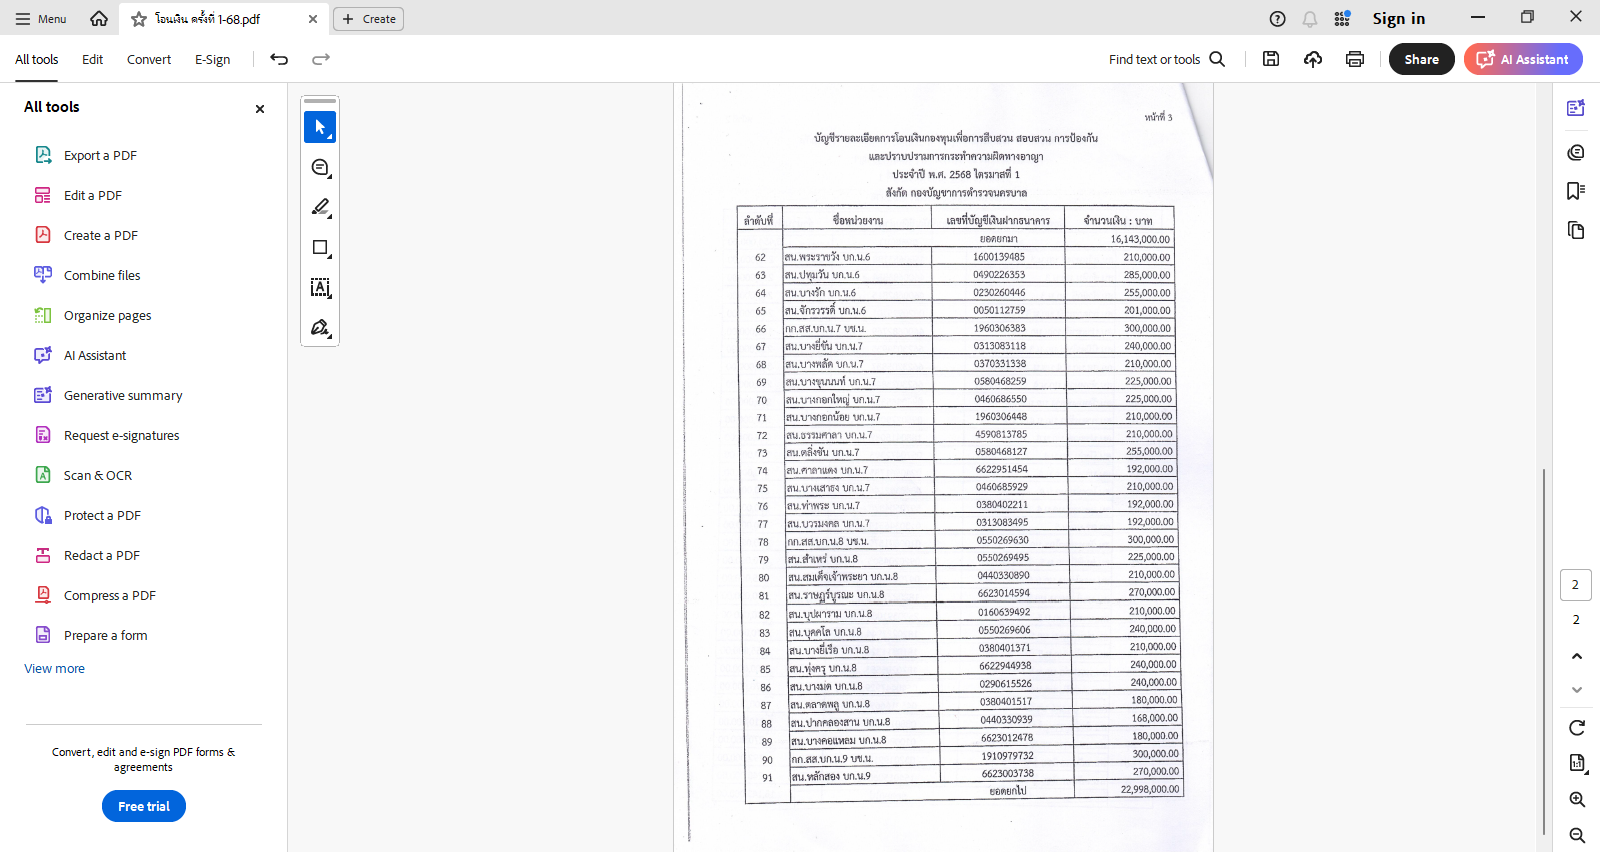 Menu
โอนเงิน ครั้งที่ 1-68.pdf
Create
Sign in
All tools
Edit
Convert
E-Sign
Find text or tools
Share
AI Assistant
All tools
Export a PDF
Edit a PDF
Create a PDF
Combine files
Organize pages
AI Assistant
Generative summary
Request e-signatures
Scan & OCR
Protect a PDF
Redact a PDF
Compress a PDF
Prepare a form
View more
Convert, edit and e-sign PDF forms &
agreements
Free trial
หน้าที่ 3
บัญชีรายละเอียดการโอนเงินกองทุนเพื่อการสืบสวน สอบสวน การป้องกัน
และปราบปรามการกระทำความผิดทางอาญา
ประจำปี พ.ศ. 2568 ไตรมาสที่ 1
สังกัด กองบัญชาการตำรวจนครบาล
ลำดับที่ ชื่อหน่วยงาน เลขที่บัญชีเงินฝากธนาคาร จำนวนเงิน : บาท
ยอดยกมา 16,143,000.00
62 สน.พระราชวัง บก.น.6 1600139485 210,000.00
63 สน.ปทุมวัน บก.น.6 0490226353 285,000.00
64 สน.บางรัก บก.น.6 0230260446 255,000.00
65 สน.จักรวรรดิ์ บก.น.6 0050112759 201,000.00
66 กก.สส.บก.น.7 บช.น. 1960306383 300,000.00
67 สน.บางยี่ขัน บก.น.7 0313083118 240,000.00
68 สน.บางพลัด บก.น.7 0370331338 210,000.00
69 สน.บางขุนนนท์ บก.น.7 0580468259 225,000.00
70 สน.บางกอกใหญ่ บก.น.7 0460686550 225,000.00
71 สน.บางกอกน้อย บก.น.7 1960306448 210,000.00
72 สน.ธรรมศาลา บก.น.7 4590813785 210,000.00
73 สน.ตลิ่งชัน บก.น.7 0580468127 255,000.00
74 สน.ศาลาแดง บก.น.7 6622951454 192,000.00
75 สน.บางเสาธง บก.น.7 0460685929 210,000.00
76 สน.ท่าพระ บก.น.7 0380402211 192,000.00
77 สน.บวรมงคล บก.น.7 0313083495 192,000.00
78 กก.สส.บก.น.8 บช.น. 0550269630 300,000.00
79 สน.สำเหร่ บก.น.8 0550269495 225,000.00
80 สน.สมเด็จเจ้าพระยา บก.น.8 0440330890 210,000.00
81 สน.ราษฎร์บูรณะ บก.น.8 6623014594 270,000.00
82 สน.บุปผาราม บก.น.8 0160639492 210,000.00
83 สน.บุคคโล บก.น.8 0550269606 240,000.00
84 สน.บางยี่เรือ บก.น.8 0380401371 210,000.00
85 สน.ทุ่งครุ บก.น.8 6622944938 240,000.00
86 สน.บางมด บก.น.8 0290615526 240,000.00
87 สน.ตลาดพลู บก.น.8 0380401517 180,000.00
88 สน.ปากคลองสาน บก.น.8 0440330939 168,000.00
89 สน.บางคอแหลม บก.น.8 6623012478 180,000.00
90 กก.สส.บก.น.9 บช.น. 1910979732 300,000.00
91 สน.หลักสอง บก.น.9 6623003738 270,000.00
ยอดยกไป 22,998,000.00
2
2
1:1